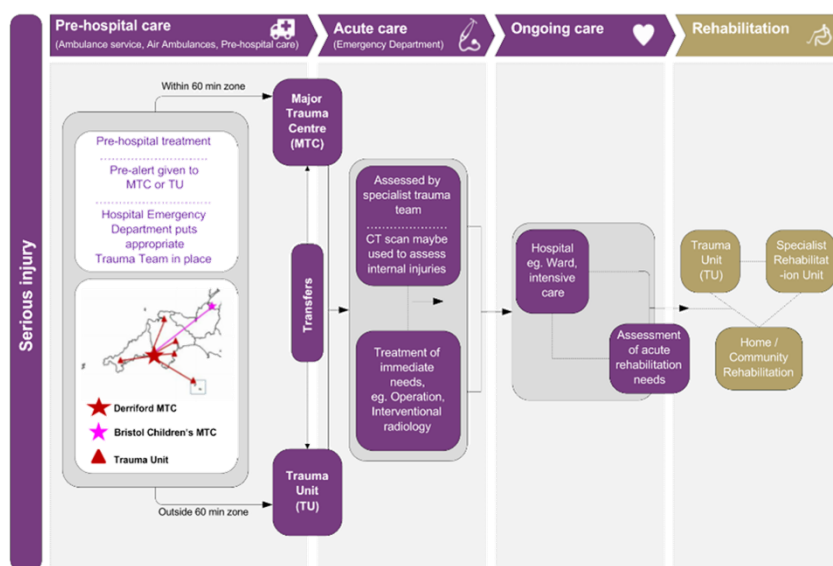 Pre-hospital care
(Ambulance service, Air Ambulances, Pre-hospital care)
Acute care
(Emergency Department)
Ongoing care
Rehabilitation
Serious injury
Within 60 min zone
Pre-hospital treatment
Pre-alert given to
MTC or TU
Hospital Emergency
Department puts
appropriate
Trauma Team in place
Derriford MTC
Bristol Children's MTC
Trauma Unit
Outside 60 min zone
Major
Trauma
Centre
(MTC)
Transfers
Trauma
Unit
(TU)
Assessed by
specialist trauma
team
CT scan maybe
used to assess
internal injuries
Treatment of
immediate needs,
eg. Operation,
Interventional
radiology
Hospital
eg. Ward,
intensive
care
Assessment
of acute
rehabilitation
needs
Trauma
Unit
(TU)
Specialist
Rehabilitat
-ion Unit
Home /
Community
Rehabilitation